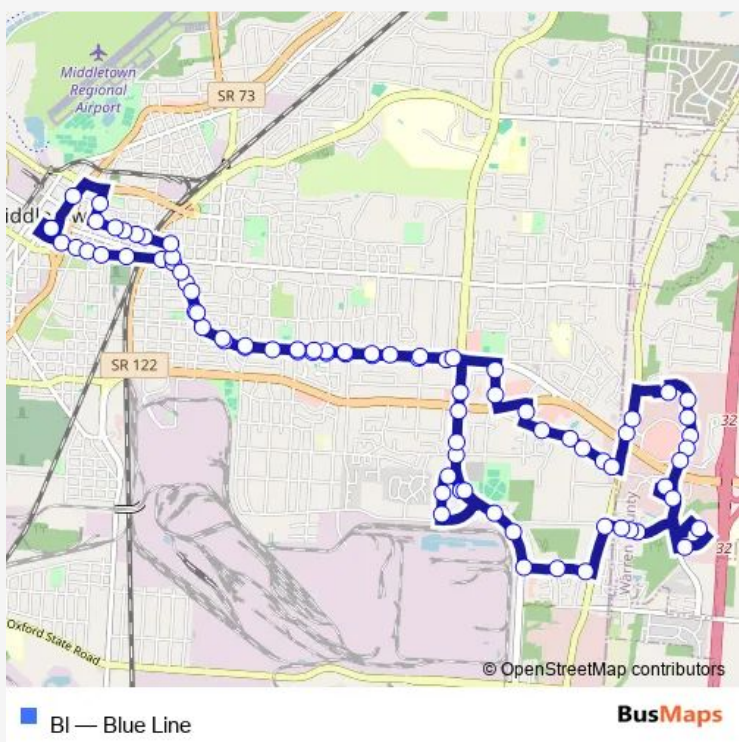 Middletown
Regional
Airport
SR 73
SR 122
32
Warren County
32
Oxford State Road
© OpenStreetMap contributors
Bl — Blue Line
BusMaps